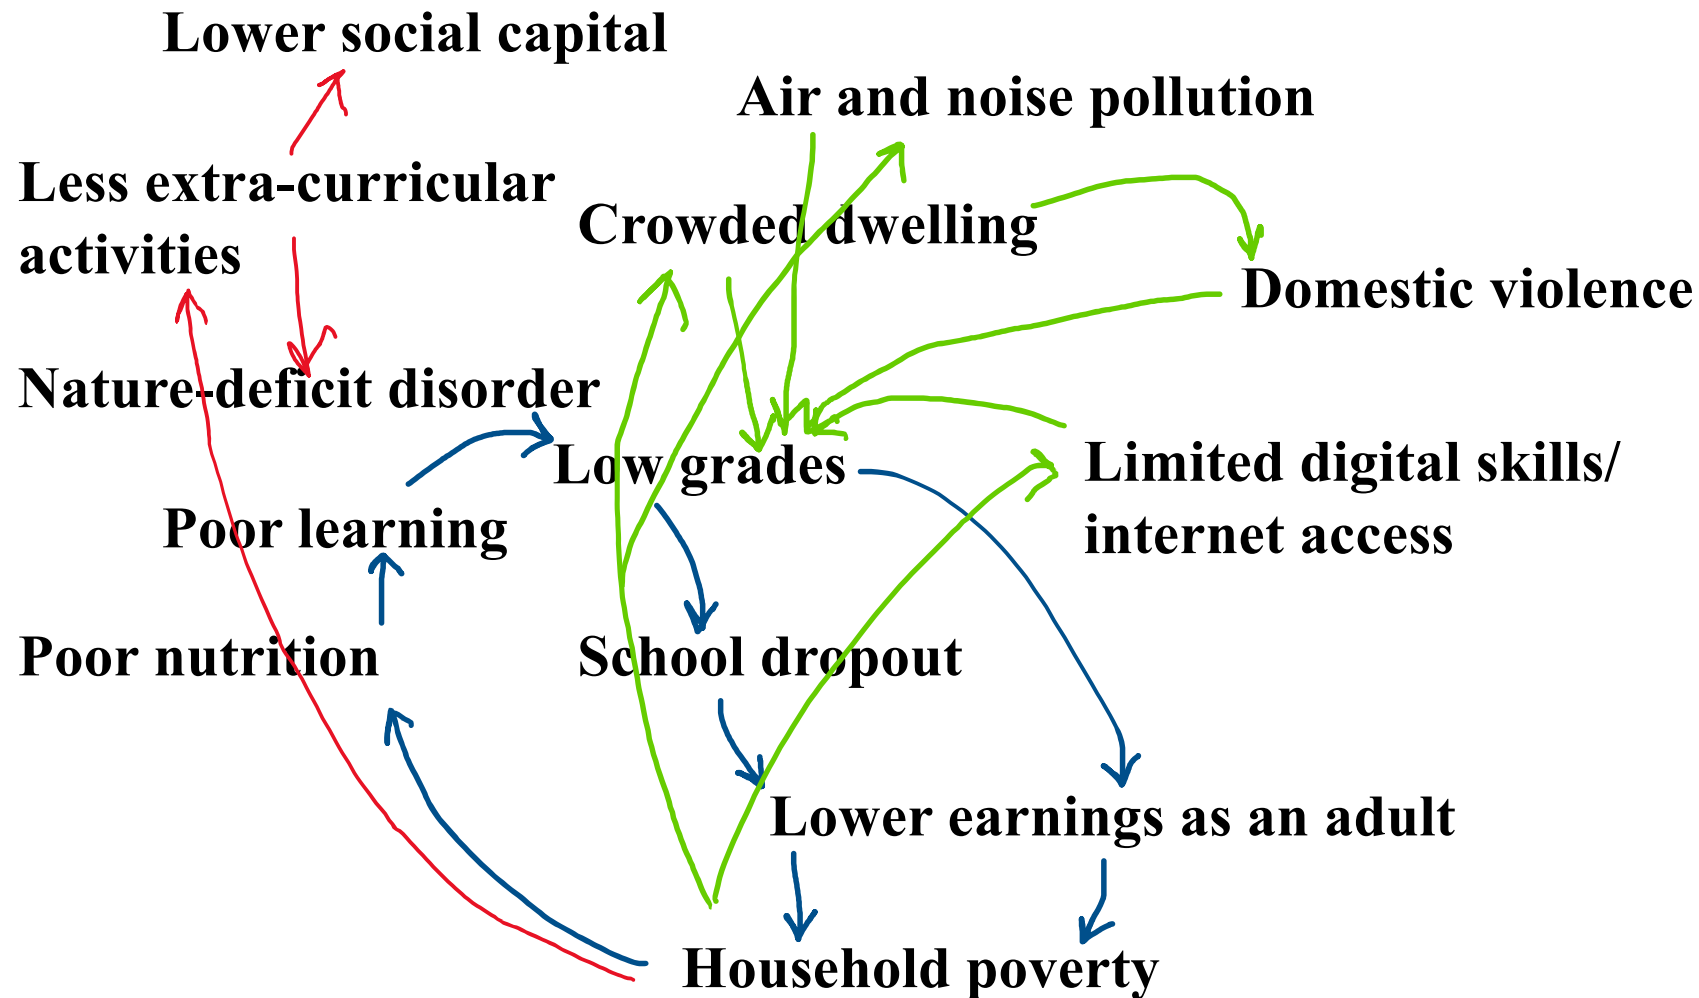 Lower social capital
Air and noise pollution
Less extra-curricular
activities
Crowded dwelling
Domestic violence
Nature-deficit disorder
Low grades
Limited digital skills/
internet access
Poor learning
Poor nutrition
School dropout
Lower earnings as an adult
Household poverty